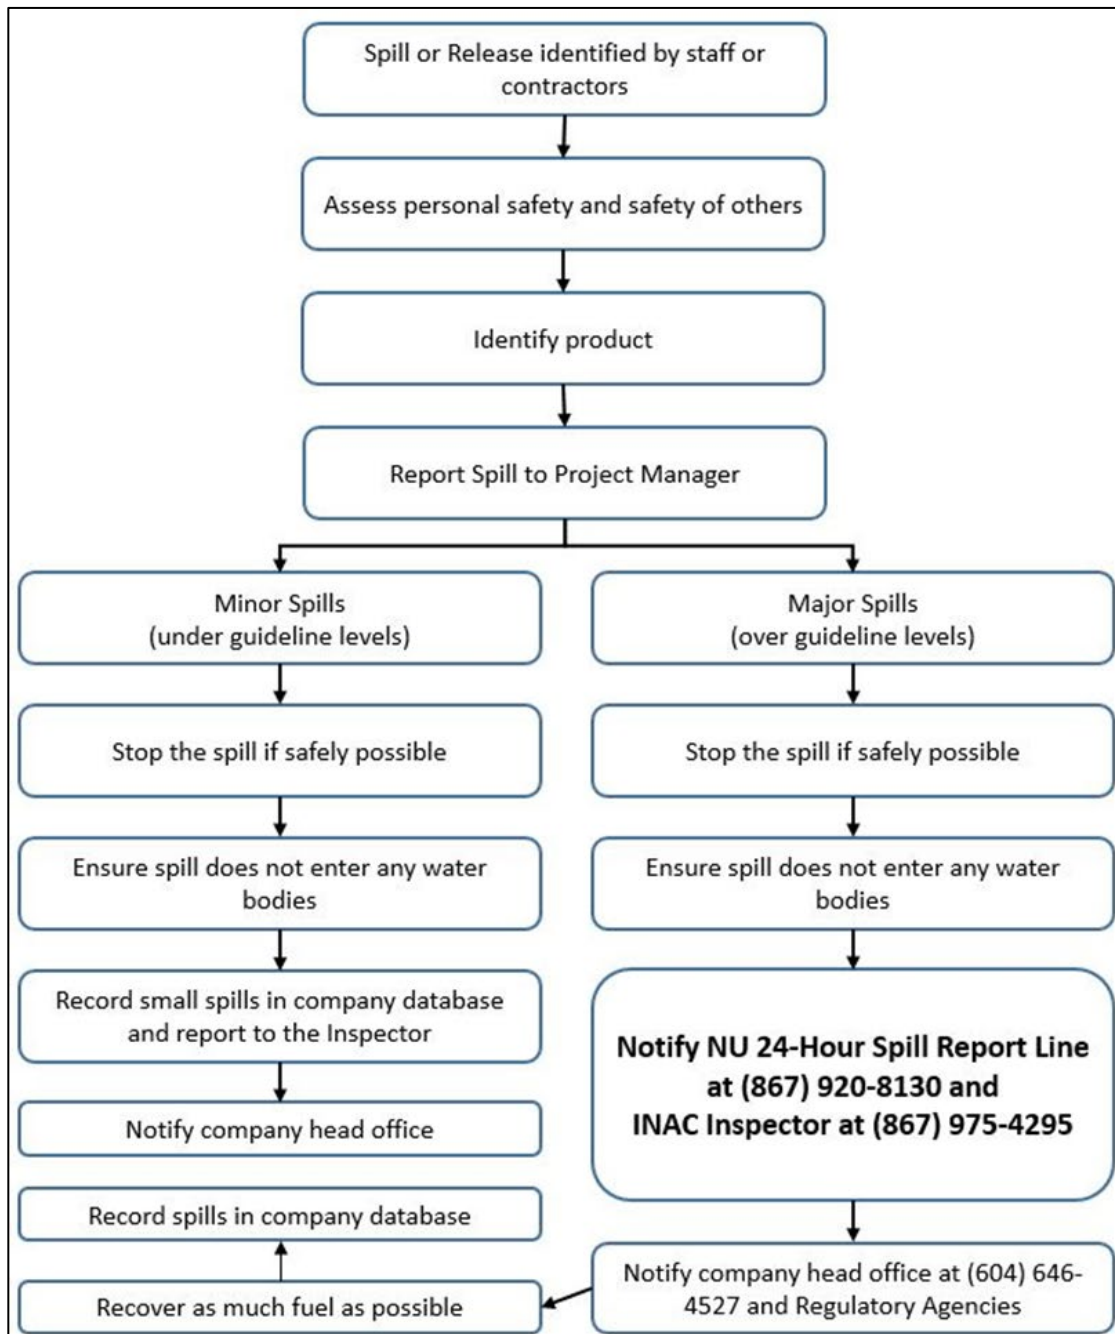 Spill or Release identified by staff or
contractors
Assess personal safety and safety of others
Identify product
Report Spill to Project Manager
Minor Spills
(under guideline levels)
Major Spills
(over guideline levels)
Stop the spill if safely possible
Stop the spill if safely possible
Ensure spill does not enter any water
bodies
Ensure spill does not enter any water
bodies
Record small spills in company database
and report to the Inspector
Notify NU 24-Hour Spill Report Line
at (867) 920-8130 and
INAC Inspector at (867) 975-4295
Notify company head office
Record spills in company database
Notify company head office at (604) 646-
4527 and Regulatory Agencies
Recover as much fuel as possible